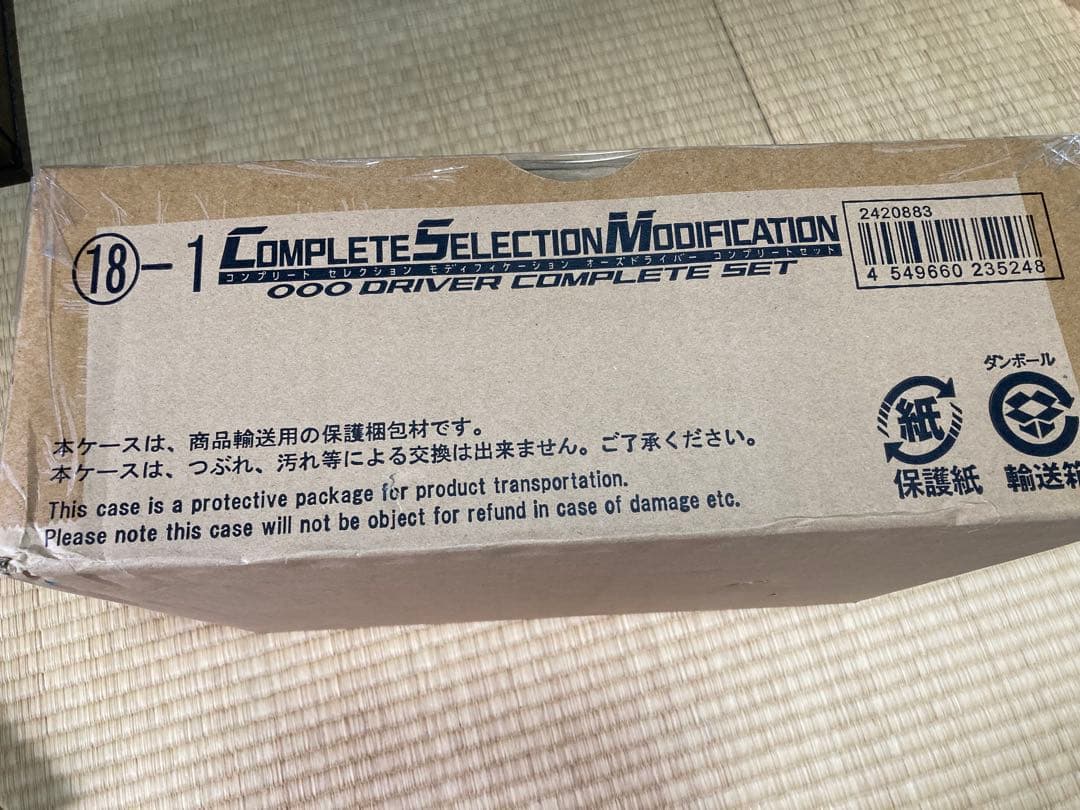 ⑱-1
COMPLETE SELECTION MODIFICATION
コンプリート セレクション モディフィケーション オーズドライバー コンプリートセット
OOO DRIVER COMPLETE SET
2420883
4 549660 235248
本ケースは、商品輸送用の保護梱包材です。
本ケースは、つぶれ、汚れ等による交換は出来ません。ご了承ください。
This case is a protective package for product transportation.
Please note this case will not be object for refund in case of damage etc.
紙
保護紙
ダンボール
輸送箱